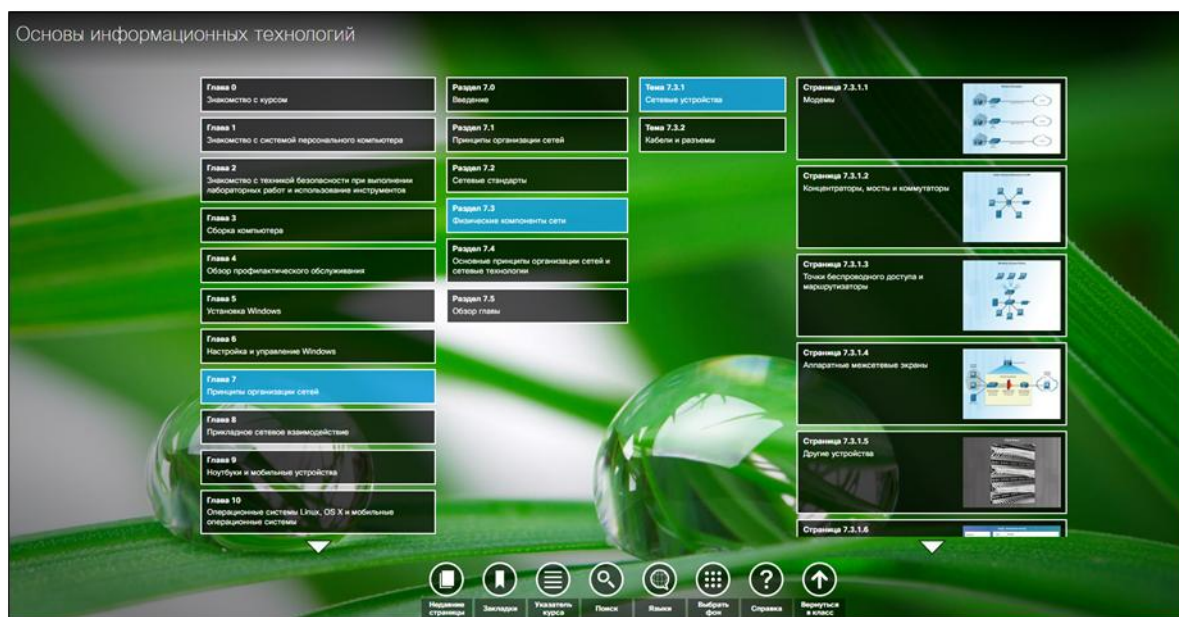 Основы информационных технологий
Глава 0
Знакомство с курсом
Глава 1
Знакомство с системой персонального компьютера
Глава 2
Знакомство с техникой безопасности при выполнении
лабораторных работ и использование инструментов
Глава 3
Сборка компьютера
Глава 4
Обзор профилактического обслуживания
Глава 5
Установка Windows
Глава 6
Настройка и управление Windows
Глава 7
Принципы организации сетей
Глава 8
Прикладное сетевое взаимодействие
Глава 9
Ноутбуки и мобильные устройства
Глава 10
Операционные системы Linux, OS X и мобильные
операционные системы
Раздел 7.0
Введение
Раздел 7.1
Принципы организации сетей
Раздел 7.2
Сетевые стандарты
Раздел 7.3
Физические компоненты сети
Раздел 7.4
Основные принципы организации сетей и
сетевые технологии
Раздел 7.5
Обзор главы
Тема 7.3.1
Сетевые устройства
Тема 7.3.2
Кабели и разъемы
Страница 7.3.1.1
Модемы
Страница 7.3.1.2
Концентраторы, мосты и коммутаторы
Страница 7.3.1.3
Точки беспроводного доступа и
маршрутизаторы
Страница 7.3.1.4
Аппаратные межсетевые экраны
Страница 7.3.1.5
Другие устройства
Страница 7.3.1.6
Недавние
страницы
Закладки
Указатель
курса
Поиск
Языки
Выбрать
фон
Справка
Вернуться
в класс